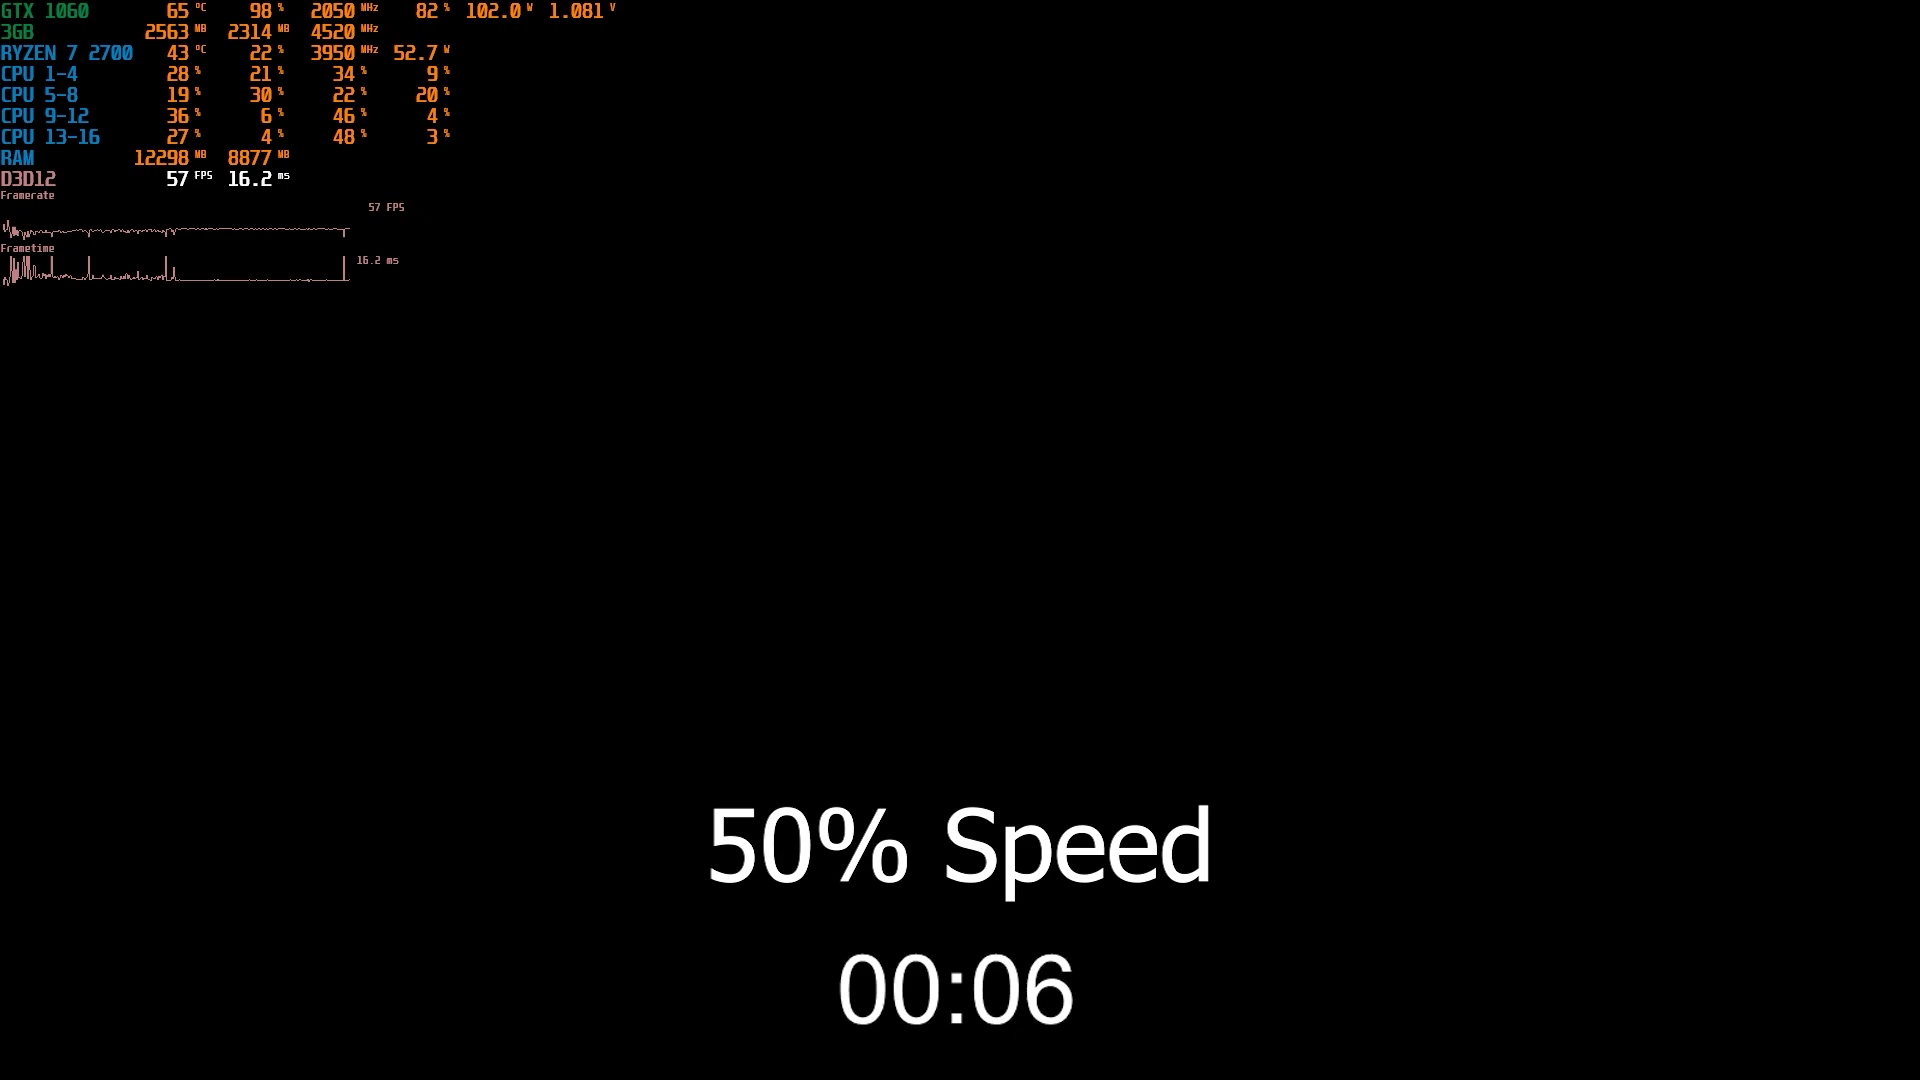 GTX 1060 65 °C 98 % 2050 MHz 82 % 102.0 W 1.081 V
3GB 2563 MB 2314 MB 4520 MHz
RYZEN 7 2700 43 °C 22 % 3950 MHz 52.7 W
CPU 1-4 28 % 21 % 34 % 9 %
CPU 5-8 19 % 30 % 22 % 20 %
CPU 9-12 36 % 6 % 46 % 4 %
CPU 13-16 27 % 4 % 48 % 3 %
RAM 12298 MB 8877 MB
D3D12 57 FPS 16.2 ms
Framerate
57 FPS
Frametime
16.2 ms
50% Speed
00:06